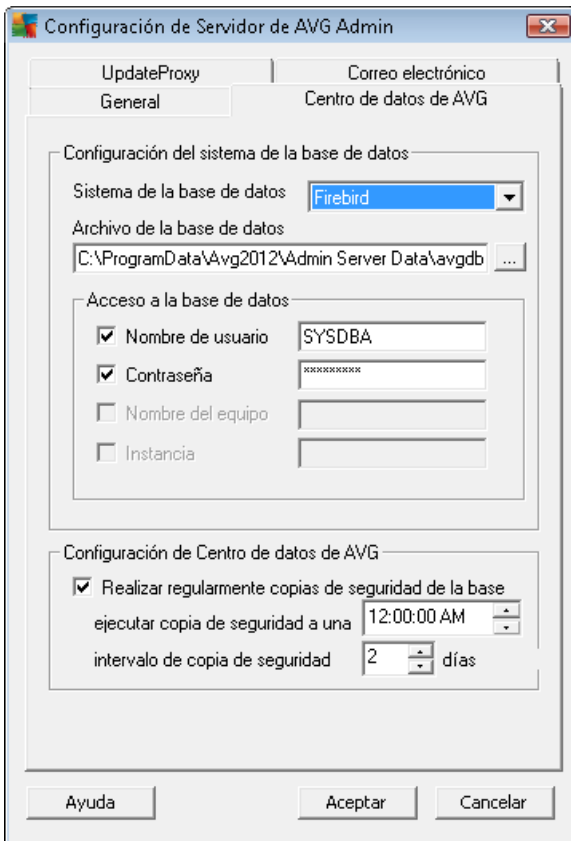 Configuración de Servidor de AVG Admin
UpdateProxy
Correo electrónico
General
Centro de datos de AVG
Configuración del sistema de la base de datos
Sistema de la base de datos
Firebird
Archivo de la base de datos
C:\ProgramData\Avg2012\Admin Server Data\avgdb
...
Acceso a la base de datos
Nombre de usuario
SYSDBA
Contraseña
*********
Nombre del equipo
Instancia
Configuración de Centro de datos de AVG
Realizar regularmente copias de seguridad de la base
ejecutar copia de seguridad a una
12:00:00 AM
intervalo de copia de seguridad
2
días
Ayuda
Aceptar
Cancelar